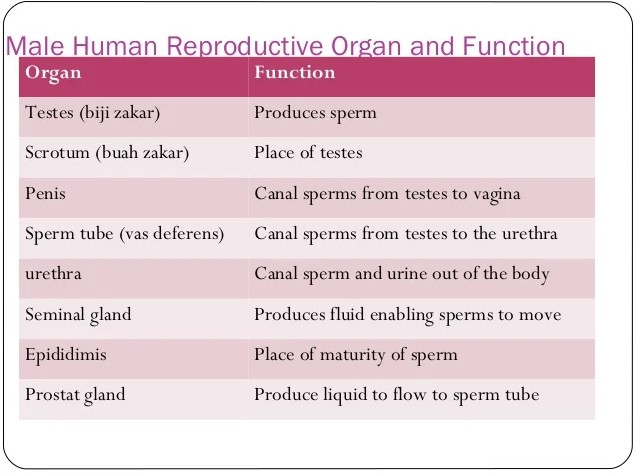 Male Human Reproductive Organ and Function
Organ Function
Testes (biji zakar) Produces sperm
Scrotum (buah zakar) Place of testes
Penis Canal sperms from testes to vagina
Sperm tube (vas deferens) Canal sperms from testes to the urethra
urethra Canal sperm and urine out of the body
Seminal gland Produces fluid enabling sperms to move
Epididimis Place of maturity of sperm
Prostat gland Produce liquid to flow to sperm tube